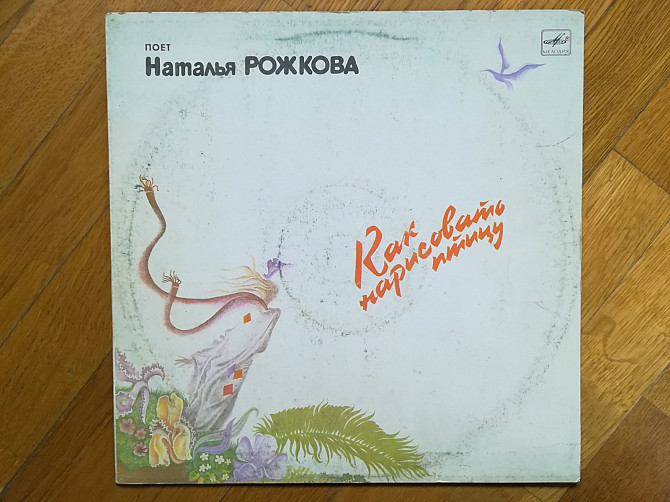 ПОЕТ
Наталья РОЖКОВА
МЕЛОДИЯ
Как
нарисовать
птицу